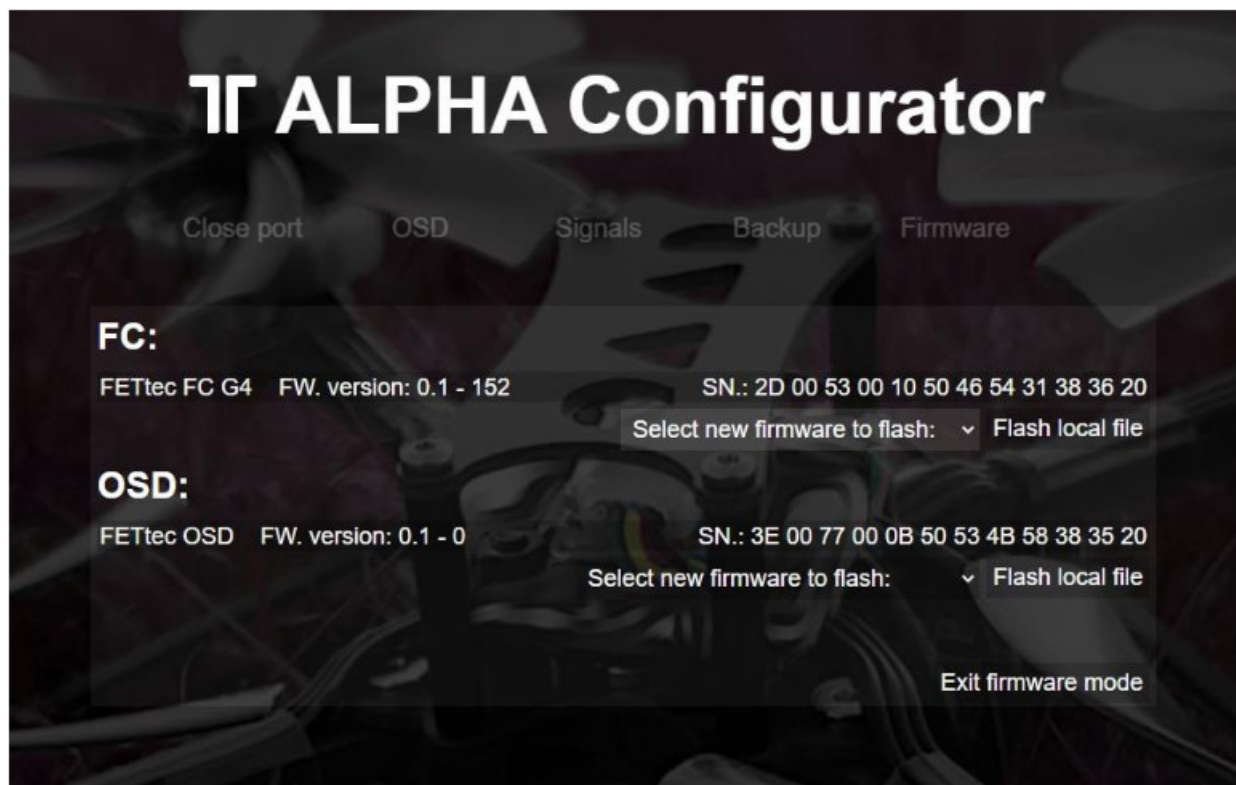 ALPHA Configurator
Close port OSD Signals Backup Firmware
FC:
FETtec FC G4 FW. version: 0.1 - 152 SN.: 2D 00 53 00 10 50 46 54 31 38 36 20
Select new firmware to flash: Flash local file
OSD:
FETtec OSD FW. version: 0.1 - 0 SN.: 3E 00 77 00 0B 50 53 4B 58 38 35 20
Select new firmware to flash: Flash local file
Exit firmware mode